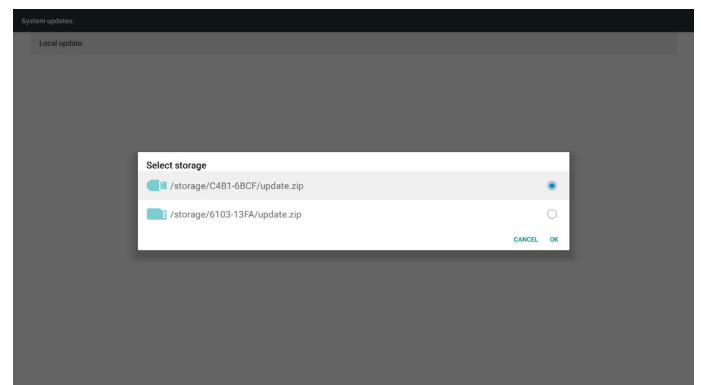 System updates
Local update
Select storage
/storage/C4B1-6BCF/update.zip
/storage/6103-13FA/update.zip
CANCEL OK